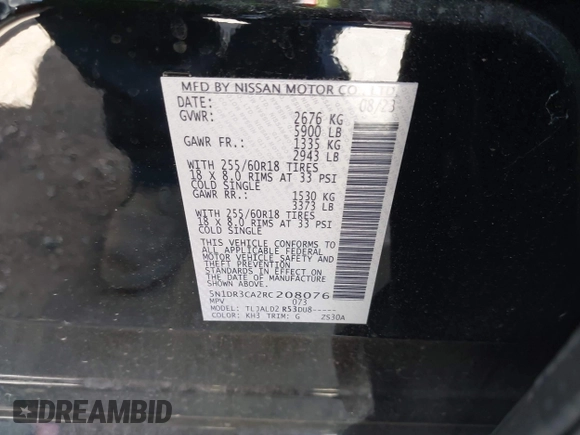 MFD BY NISSAN MOTOR CO., LTD.
DATE: 08/23
GVWR: 2676 KG
5900 LB
GAWR FR.: 1335 KG
2943 LB
WITH 255/60R18 TIRES
18 x 8.0 RIMS AT 33 PSI
COLD SINGLE
GAWR RR.: 1530 KG
3373 LB
WITH 255/60R18 TIRES
18 x 8.0 RIMS AT 33 PSI
COLD SINGLE
THIS VEHICLE CONFORMS TO
ALL APPLICABLE FEDERAL
MOTOR VEHICLE SAFETY AND
THEFT PREVENTION
STANDARDS IN EFFECT ON
THE DATE OF MANUFACTURE
SHOWN ABOVE.
5N1DR3CA2RC208076
MPV 073
MODEL: TL3ALD2 R53DU8-----
COLOR: KH3 TRIM: G 2S30A
DREAMBID